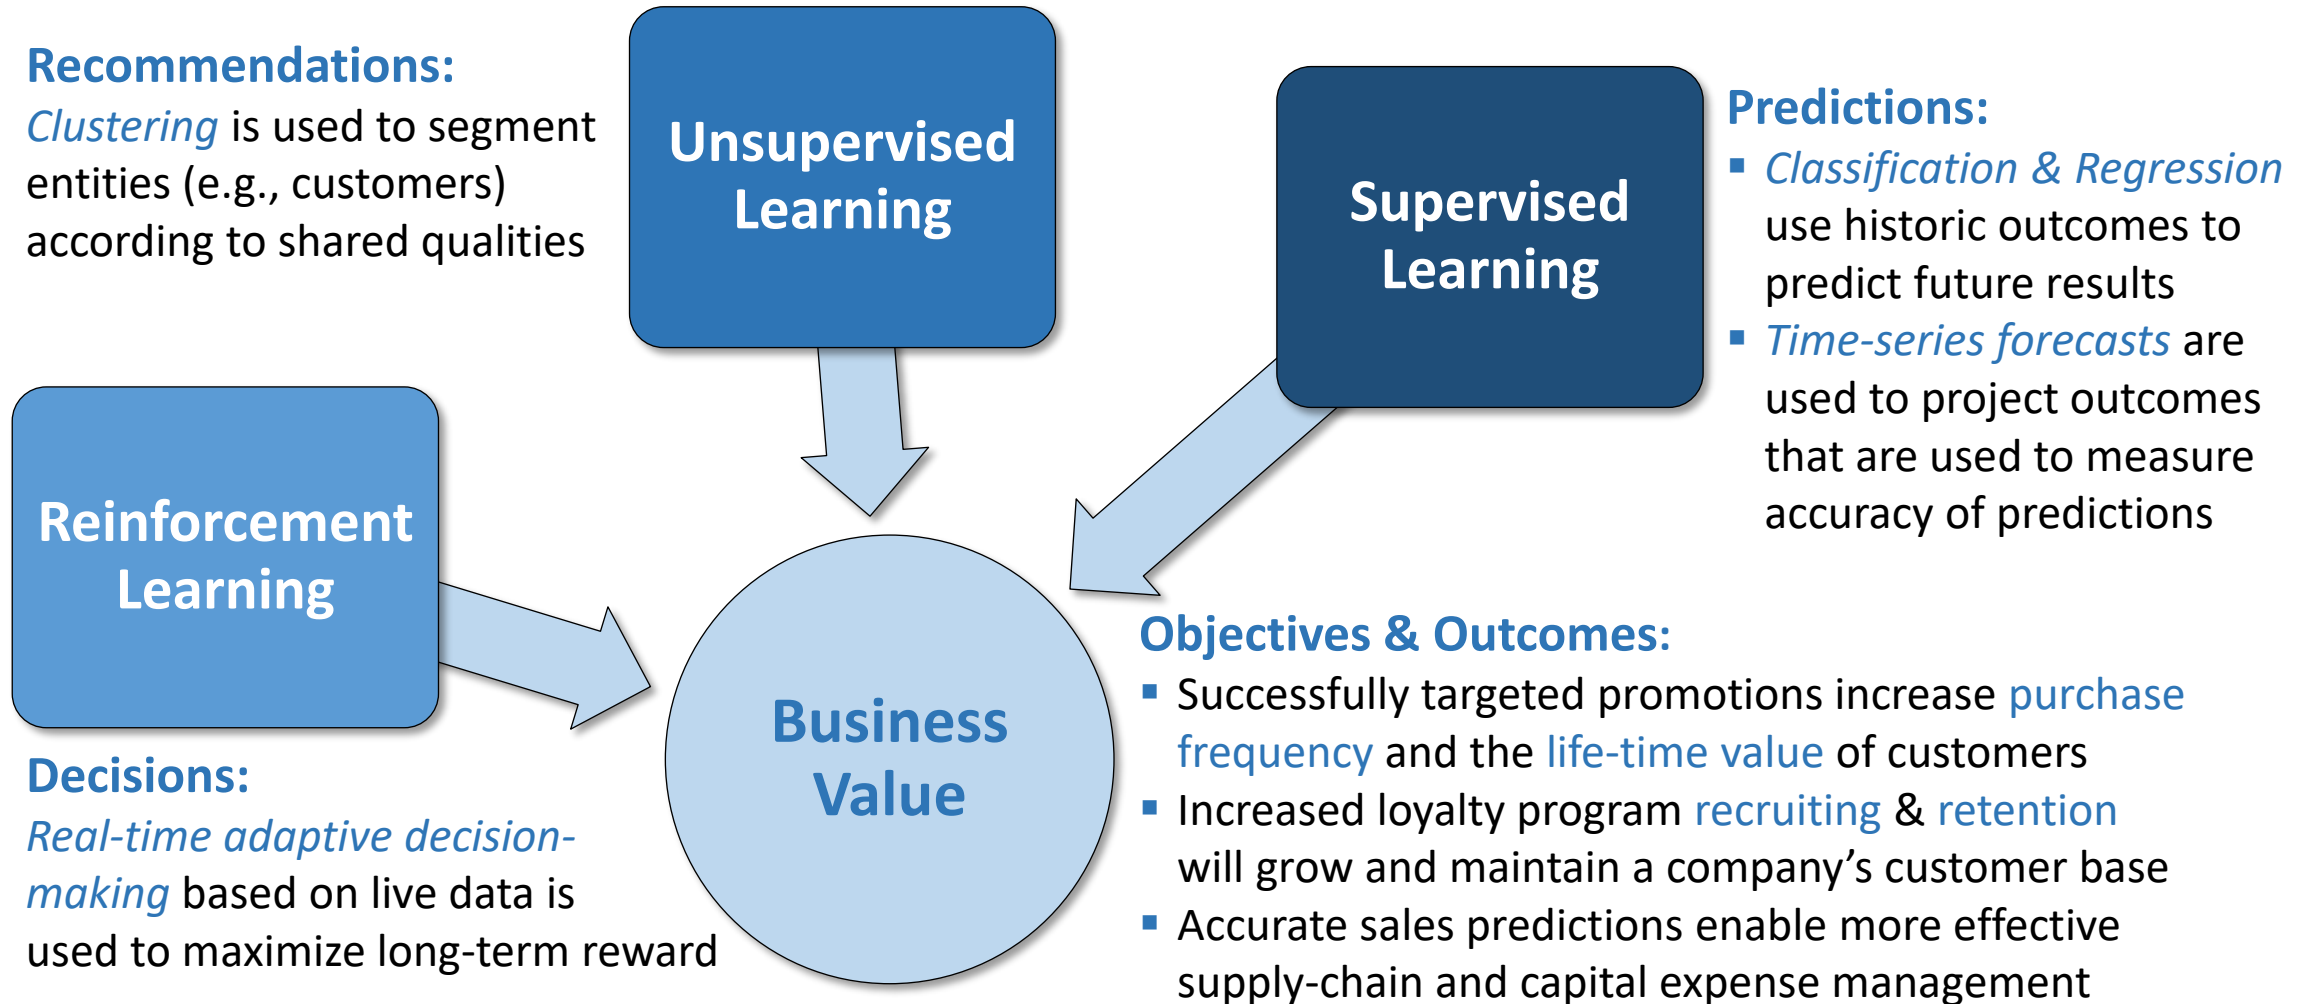 Recommendations:
Clustering is used to segment
entities (e.g., customers)
according to shared qualities
Unsupervised
Learning
Supervised
Learning
Predictions:
▪ Classification & Regression
use historic outcomes to
predict future results
▪ Time-series forecasts are
used to project outcomes
that are used to measure
accuracy of predictions
Reinforcement
Learning
Decisions:
Real-time adaptive decision-
making based on live data is
used to maximize long-term reward
Business
Value
Objectives & Outcomes:
▪ Successfully targeted promotions increase purchase
frequency and the life-time value of customers
▪ Increased loyalty program recruiting & retention
will grow and maintain a company’s customer base
▪ Accurate sales predictions enable more effective
supply-chain and capital expense management